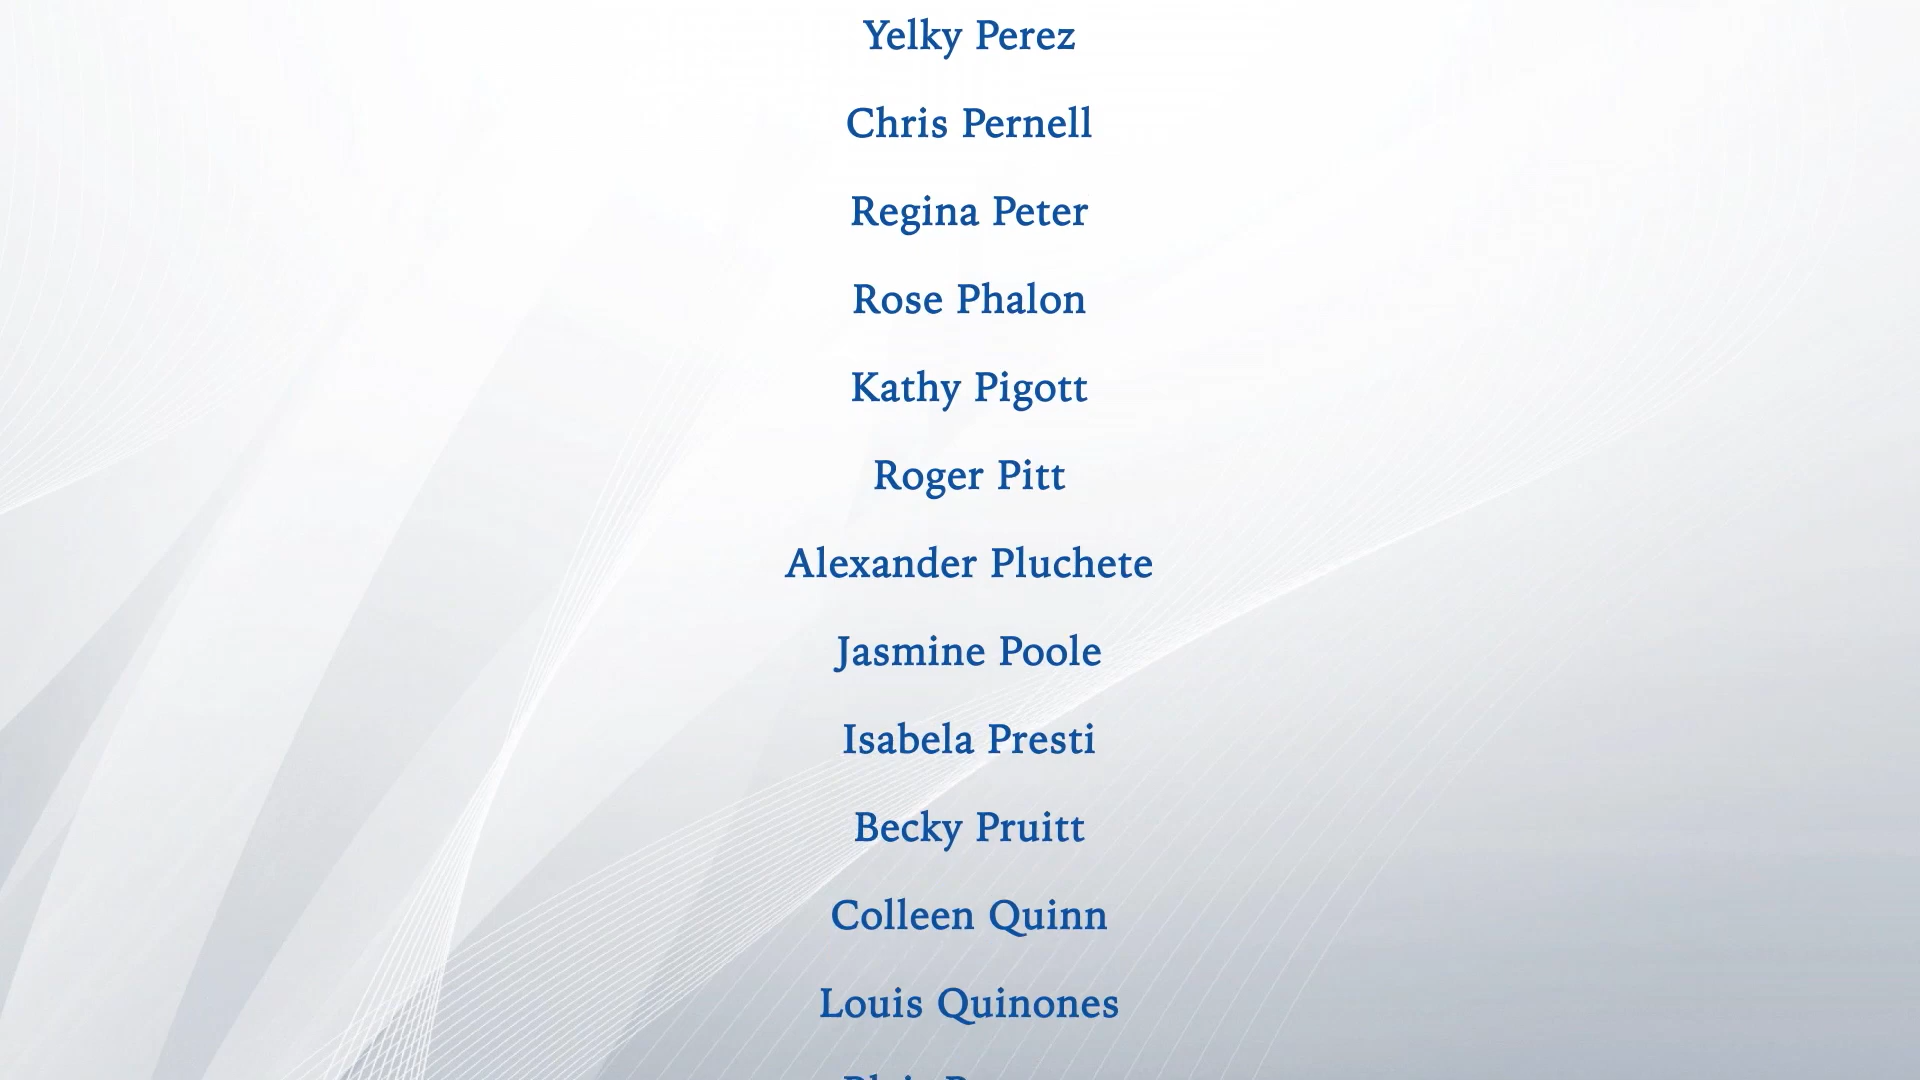 Yelky Perez
Chris Pernell
Regina Peter
Rose Phalon
Kathy Pigott
Roger Pitt
Alexander Pluchete
Jasmine Poole
Isabela Presti
Becky Pruitt
Colleen Quinn
Louis Quinones